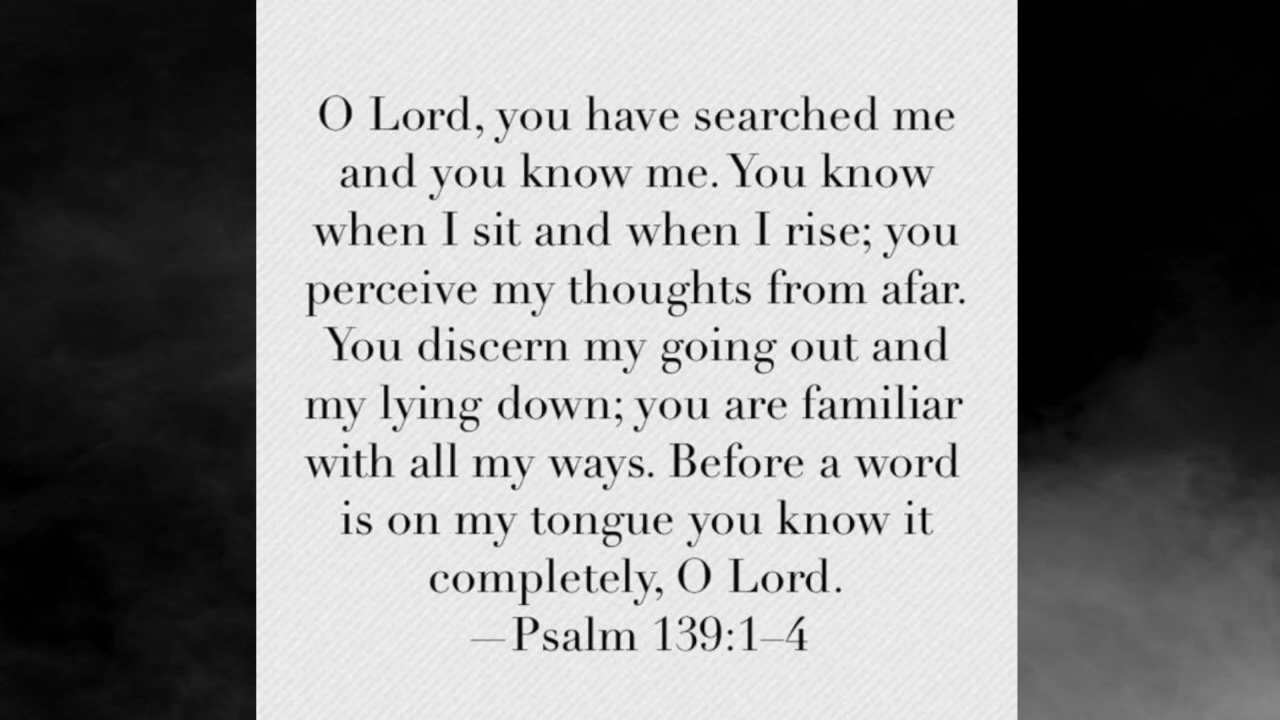 O Lord, you have searched me
and you know me. You know
when I sit and when I rise; you
perceive my thoughts from afar.
You discern my going out and
my lying down; you are familiar
with all my ways. Before a word
is on my tongue you know it
completely, O Lord.
—Psalm 139:1–4